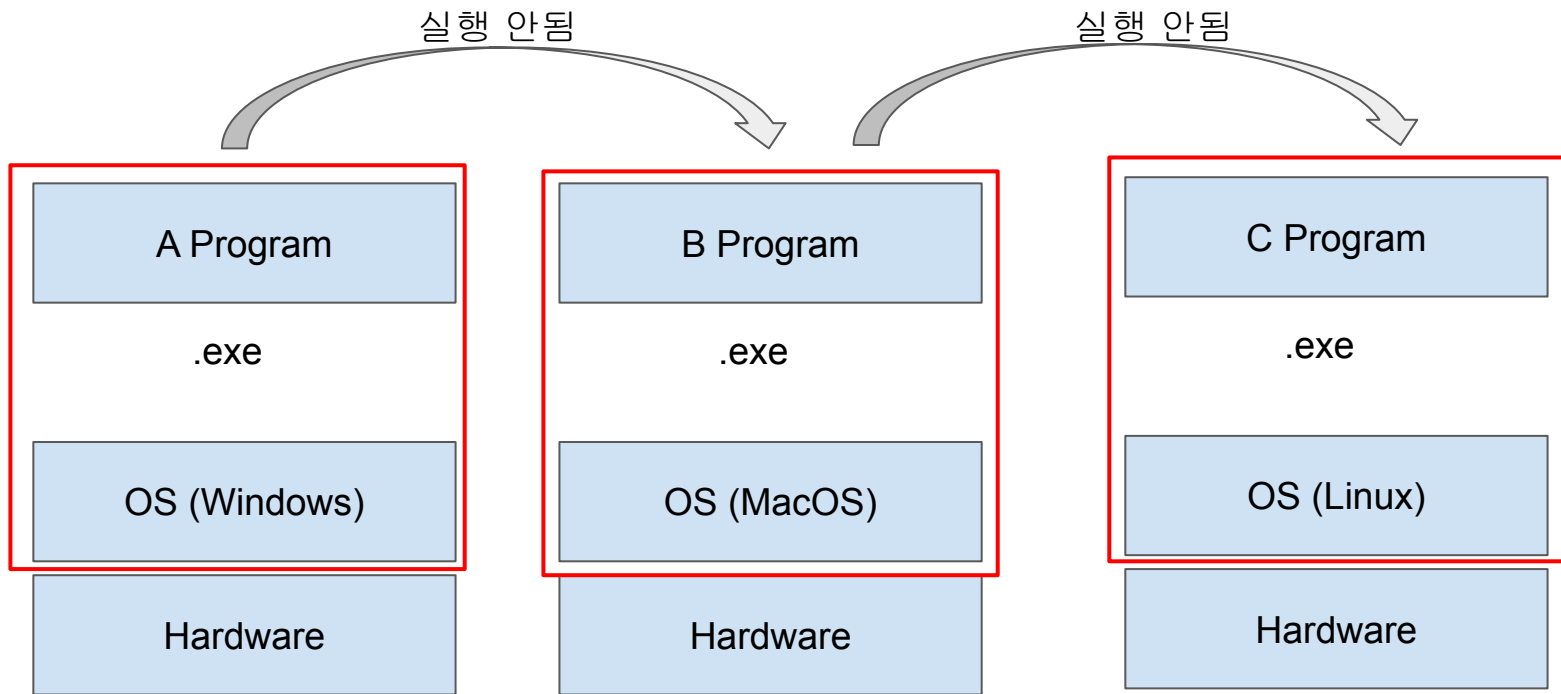 실행 안됨
실행 안됨
A Program
B Program
C Program
.exe
.exe
.exe
OS (Windows)
OS (MacOS)
OS (Linux)
Hardware
Hardware
Hardware